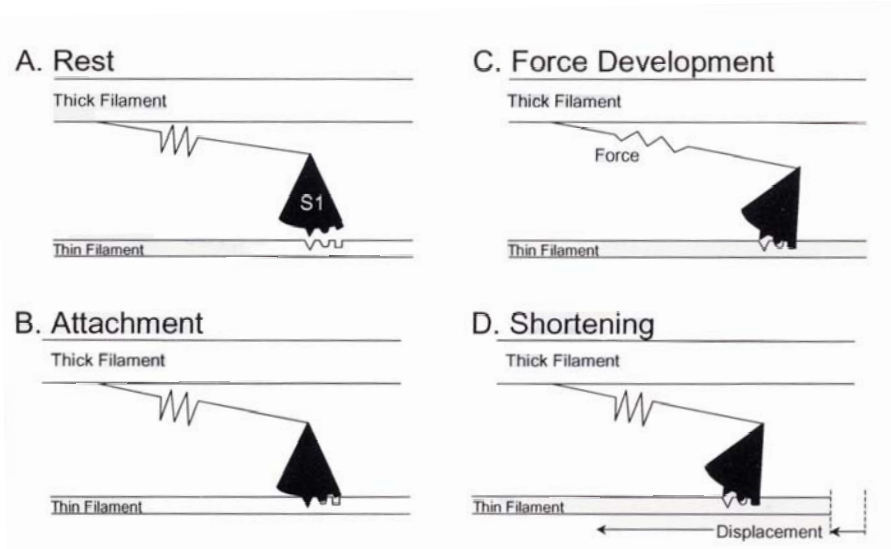 A. Rest
Thick Filament
S1
Thin Filament
B. Attachment
Thick Filament
Thin Filament
C. Force Development
Thick Filament
Force
Thin Filament
D. Shortening
Thick Filament
Thin Filament
Displacement